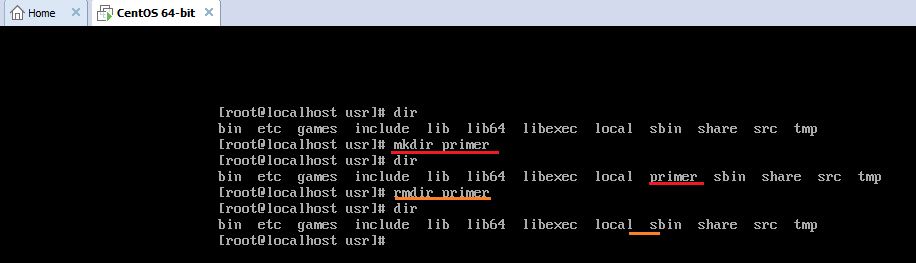 Home CentOS 64-bit
[root@localhost usr]# dir
bin etc games include lib lib64 libexec local sbin share src tmp
[root@localhost usr]# mkdir primer
[root@localhost usr]# dir
bin etc games include lib lib64 libexec local primer sbin share src tmp
[root@localhost usr]# rmdir primer
[root@localhost usr]# dir
bin etc games include lib lib64 libexec local sbin share src tmp
[root@localhost usr]#